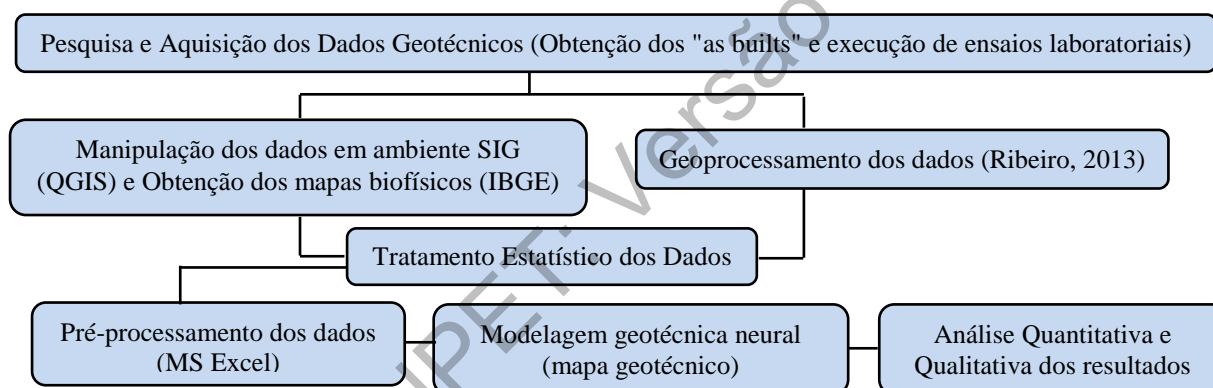 Pesquisa e Aquisição dos Dados Geotécnicos (Obtenção dos "as builts" e execução de ensaios laboratoriais)
Manipulação dos dados em ambiente SIG
(QGIS) e Obtenção dos mapas biofísicos (IBGE)
Geoprocessamento dos dados (Ribeiro, 2013)
Tratamento Estatístico dos Dados
Pré-processamento dos dados
(MS Excel)
Modelagem geotécnica neural
(mapa geotécnico)
Análise Quantitativa e
Qualitativa dos resultados
PET: Versão